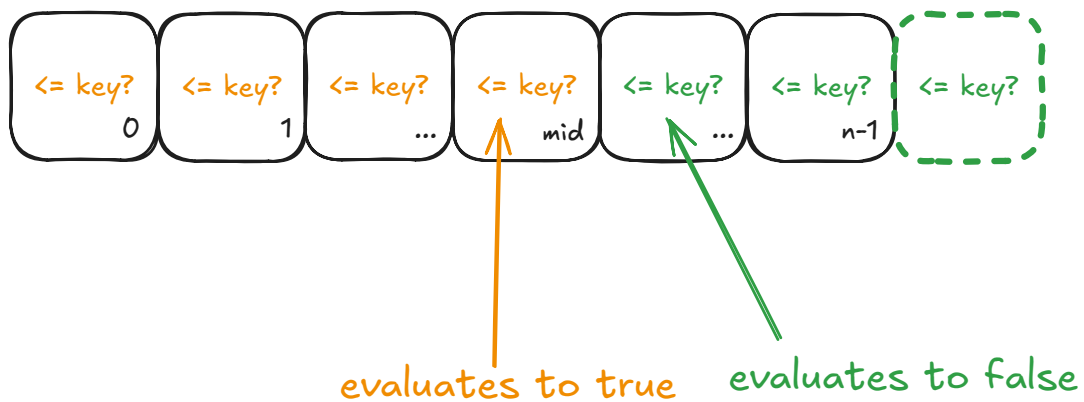 <= key? <= key? <= key? <= key? <= key? <= key? <= key?
0 1 ... mid ... n-1
evaluates to true evaluates to false